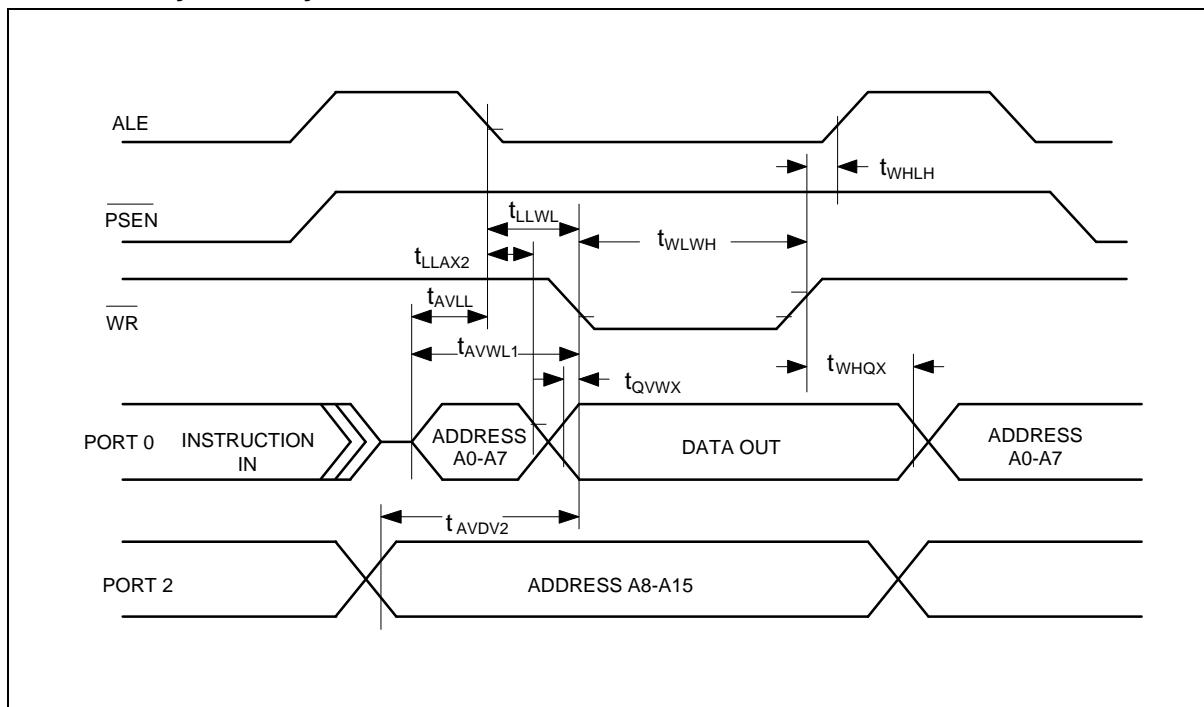 ALE
tWHLH
PSEN
tLLWL
tWLWH
tLLAX2
WR
tAVLL
tAVWL1
tWHQX
tQVWX
PORT 0
INSTRUCTION
IN
ADDRESS
A0-A7
DATA OUT
ADDRESS
A0-A7
tAVDV2
PORT 2
ADDRESS A8-A15